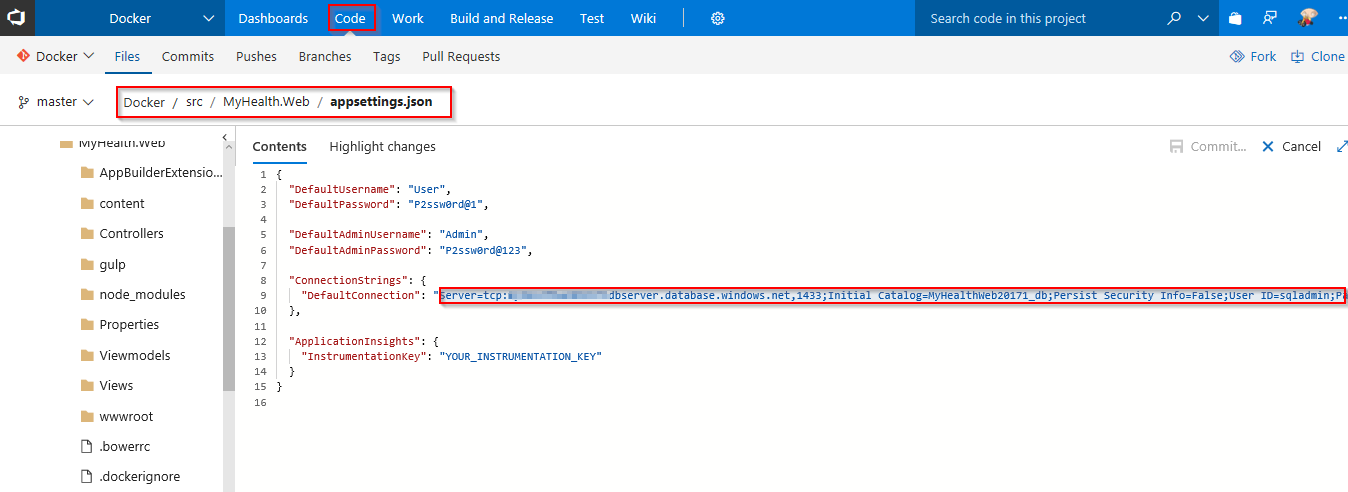 Docker Dashboards Code Work Build and Release Test Wiki Search code in this project
Docker Files Commits Pushes Branches Tags Pull Requests Fork Clone
master Docker / src / MyHealth.Web / appsettings.json
MyHealth.Web
AppBuilderExtensio...
content
Controllers
gulp
node_modules
Properties
Viewmodels
Views
wwwroot
.bowerrc
.dockerignore
Contents Highlight changes Commit... Cancel
1 {
2 "DefaultUsername": "User",
3 "DefaultPassword": "P2ssw0rd@1",
4
5 "DefaultAdminUsername": "Admin",
6 "DefaultAdminPassword": "P2ssw0rd@123",
7
8 "ConnectionStrings": {
9 "DefaultConnection": "Server=tcp: dbserver.database.windows.net,1433;Initial Catalog=MyHealthWeb20171_db;Persist Security Info=False;User ID=sqladmin;
10 },
11
12 "ApplicationInsights": {
13 "InstrumentationKey": "YOUR_INSTRUMENTATION_KEY"
14 }
15 }
16